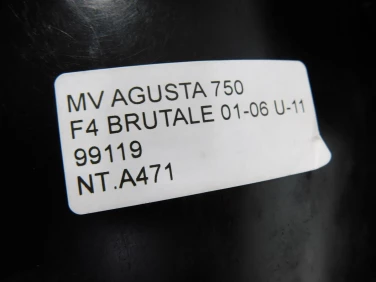 MV AGUSTA 750
F4 BRUTALE 01-06 U-11
99119
NT.A471